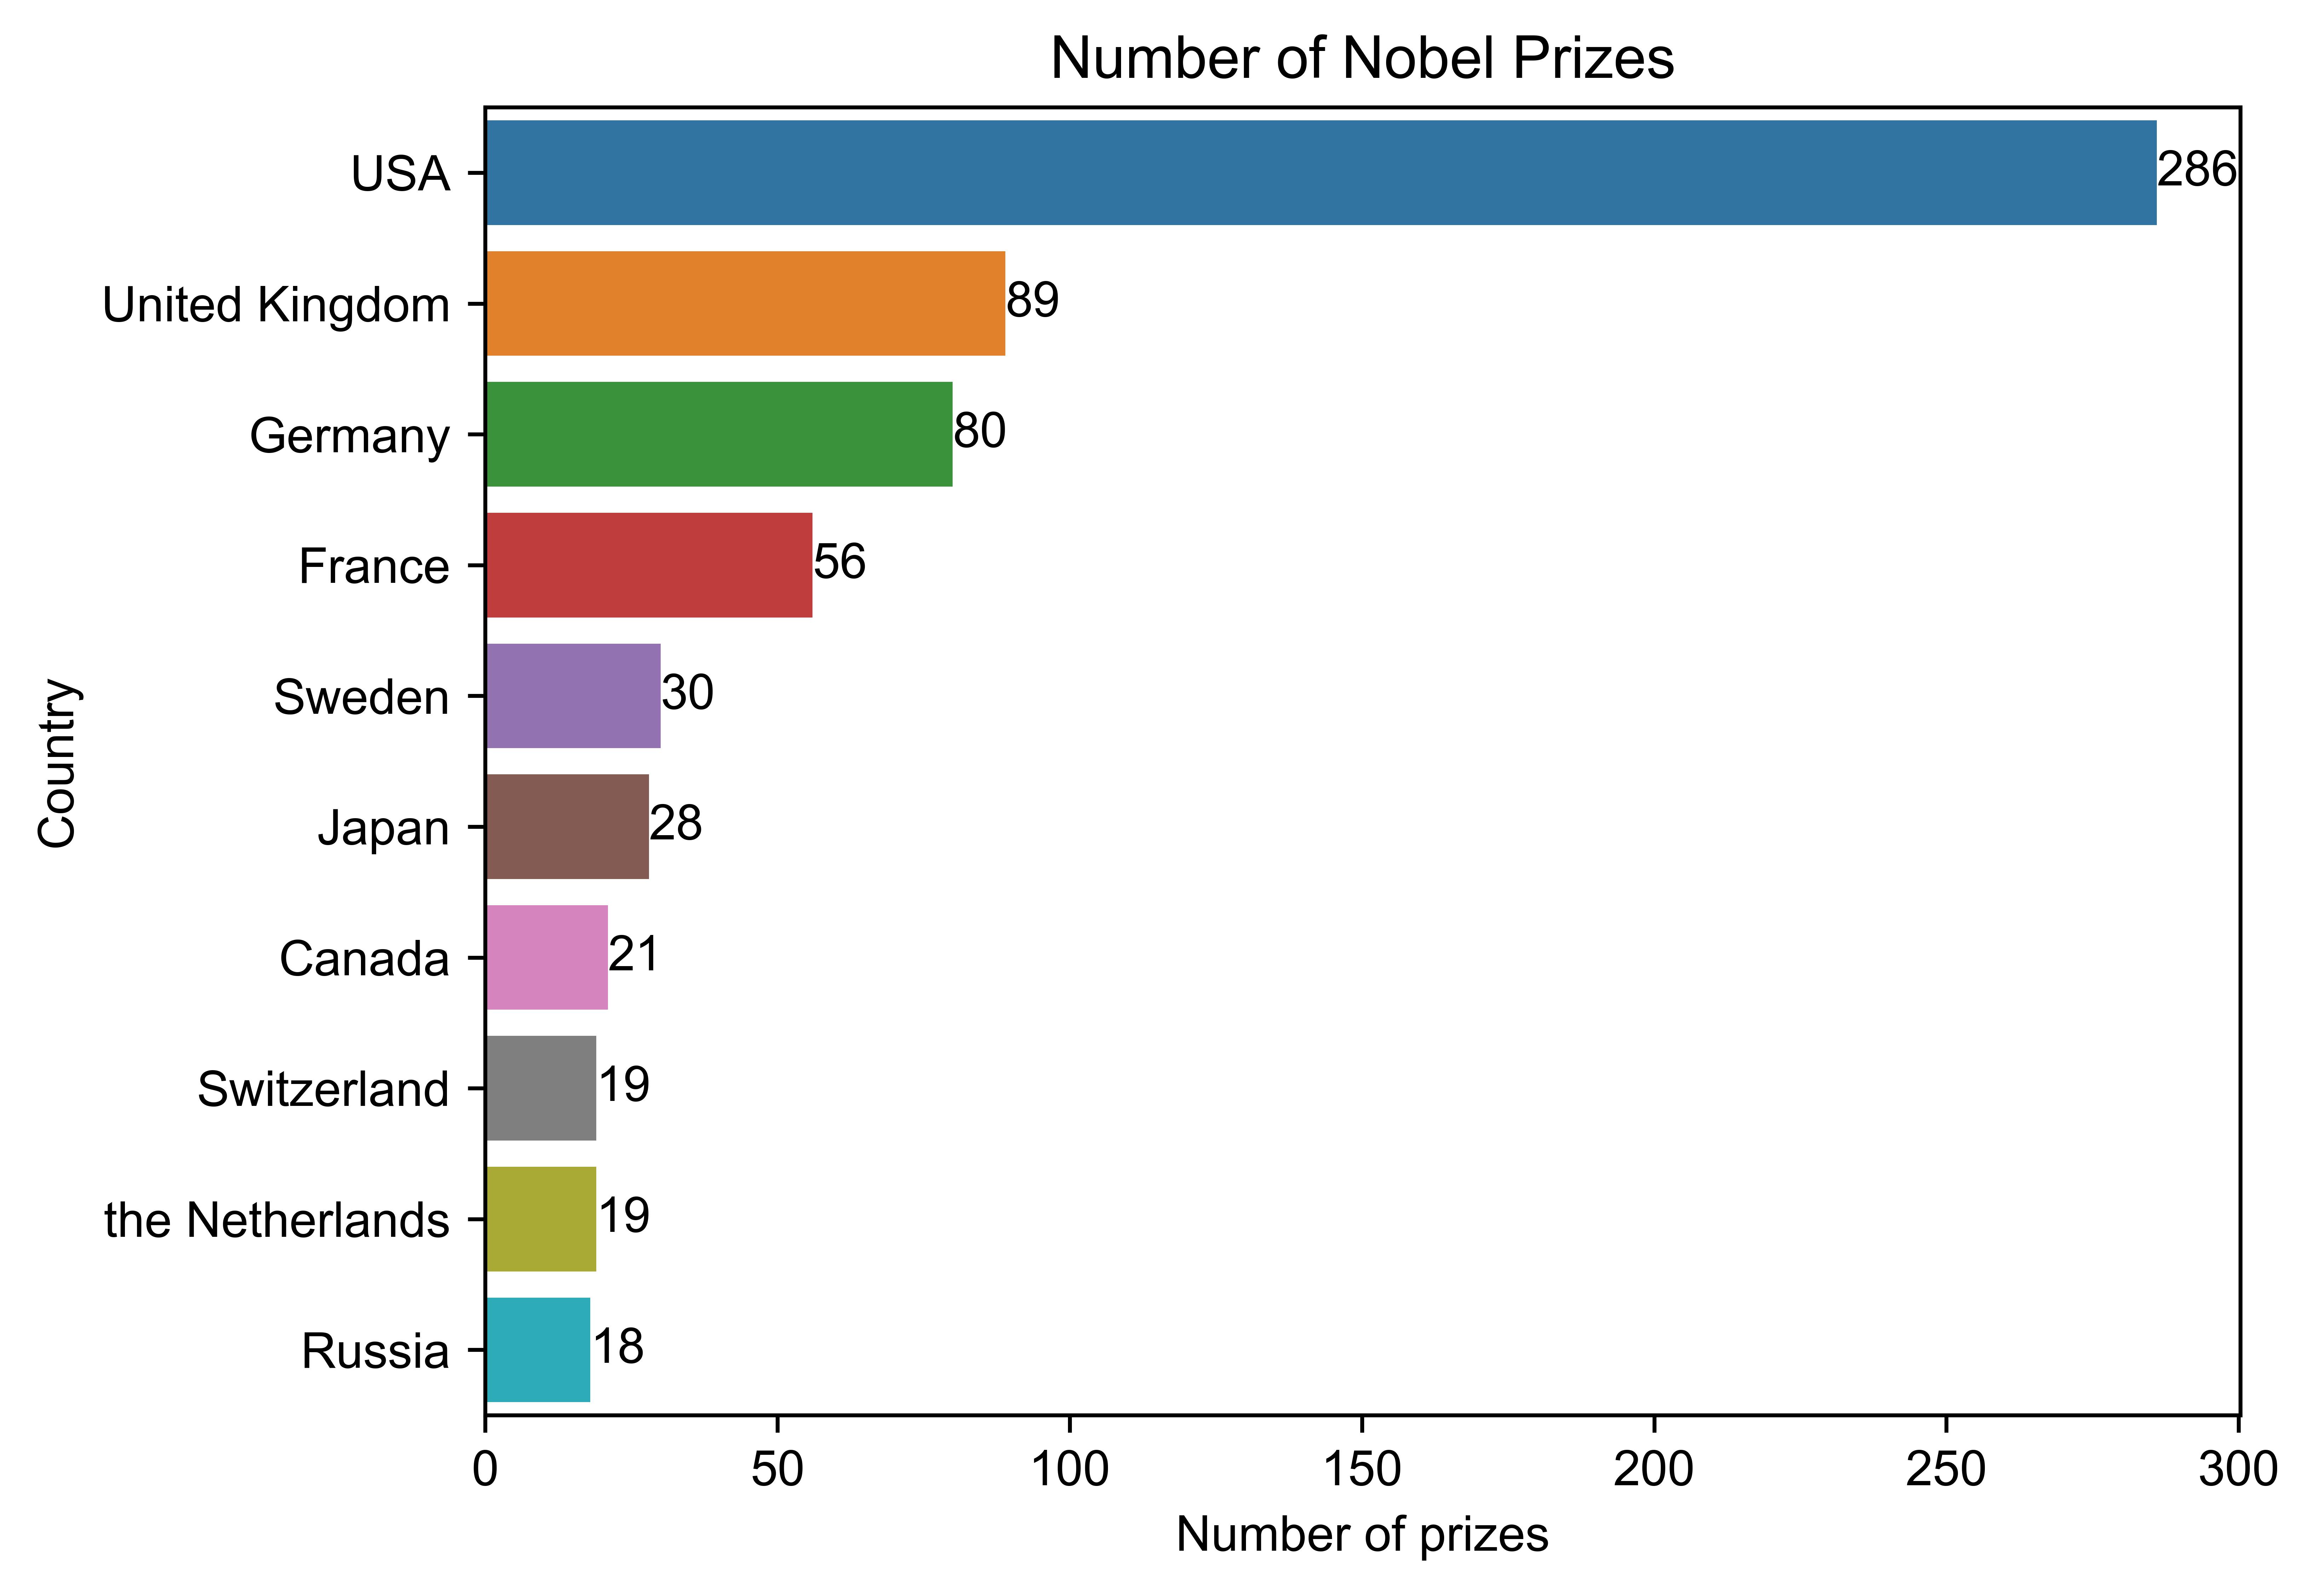 Number of Nobel Prizes
USA 286
United Kingdom 89
Germany 80
France 56
Sweden 30
Japan 28
Canada 21
Switzerland 19
the Netherlands 19
Russia 18
Country
0 50 100 150 200 250 300
Number of prizes